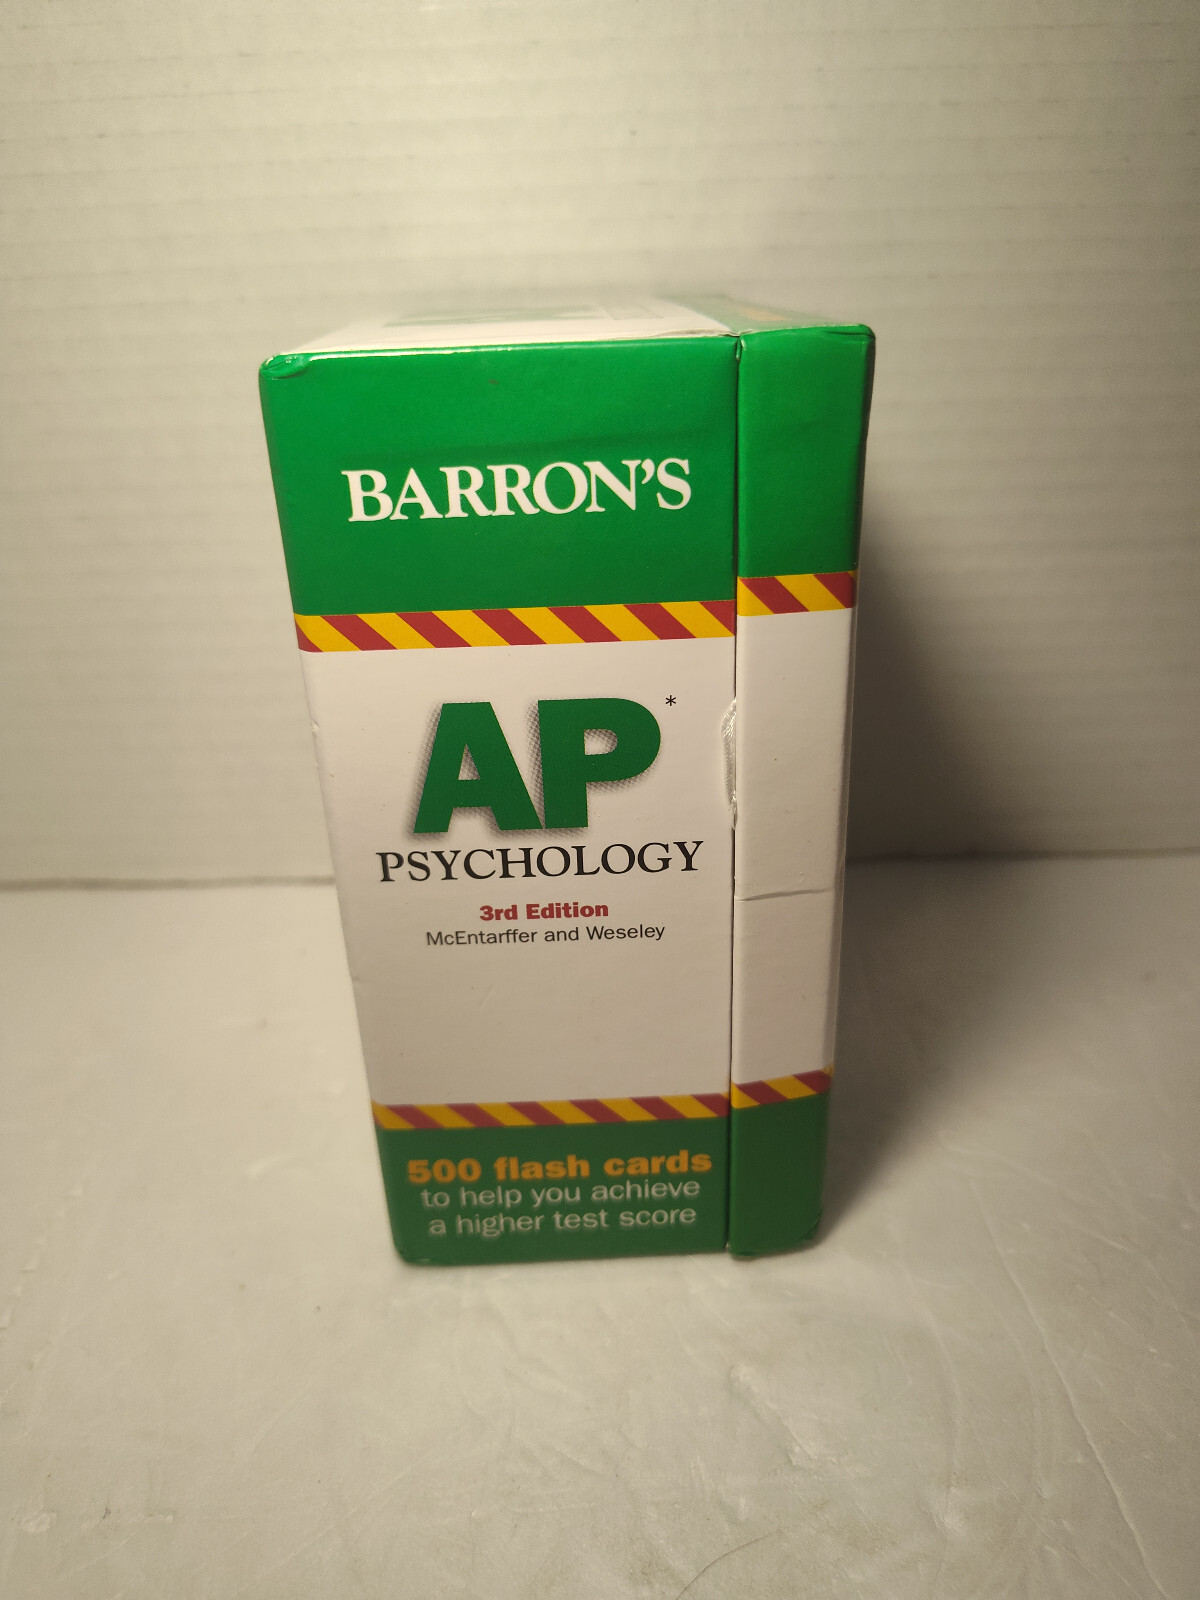 BARRON'S
AP*
PSYCHOLOGY
3rd Edition
McEntarffer and Weseley
500 flash cards
to help you achieve
a higher test score